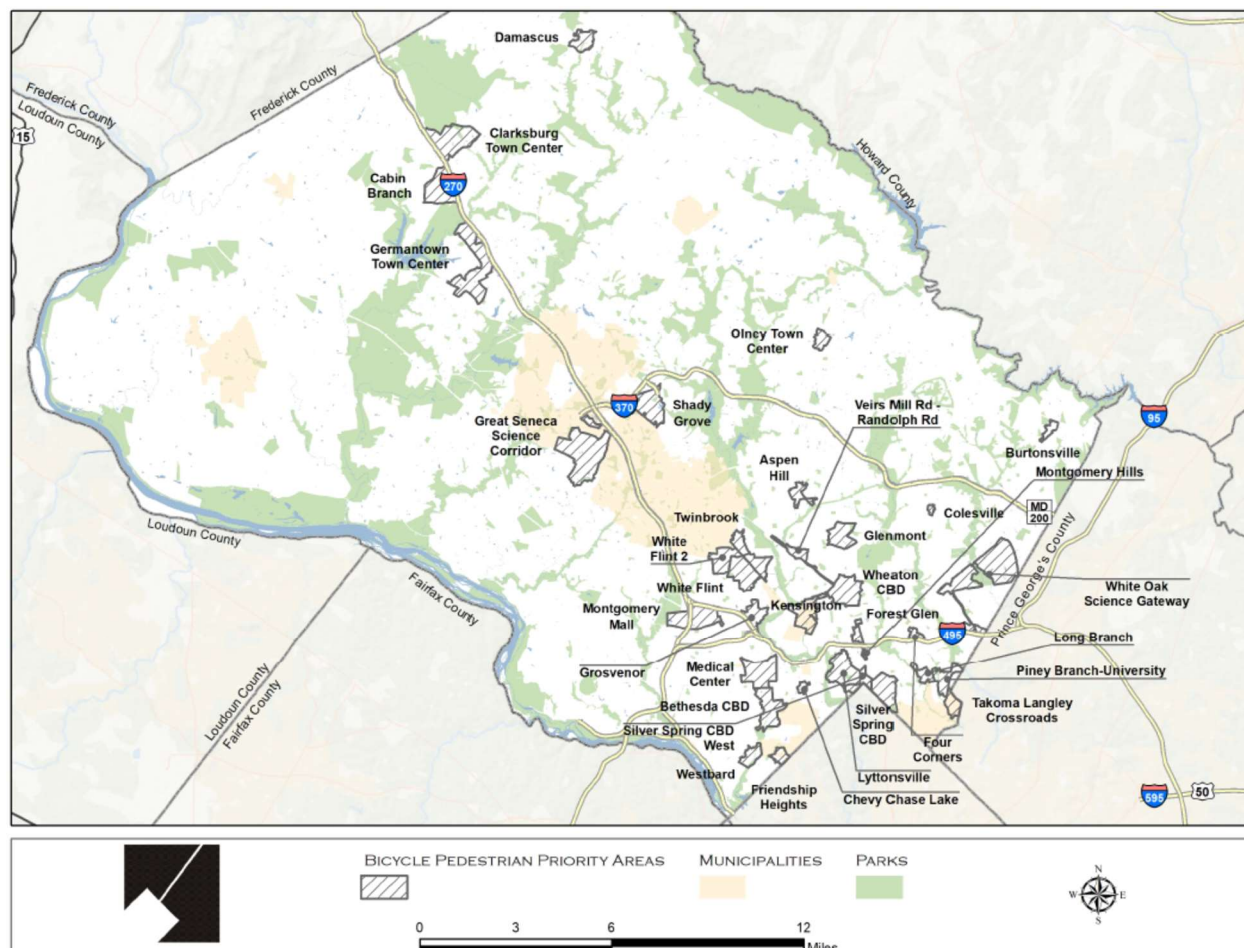 Damascus
Frederick County
Frederick County
Loudoun County
15
Clarksburg
Town Center
Cabin
Branch
270
Howard County
Germantown
Town Center
Olncy Town
Center
370
Shady
Grove
Veirs Mill Rd -
Randolph Rd
95
Great Seneca
Science
Corridor
Burtonsville
Aspen
Hill
Montgomery Hills
MD
200
Colesville
Loudoun County
Twinbrook
Glenmont
White
Flint 2
Prince George's County
Wheaton
CBD
White Oak
Science Gateway
White Flint
Fairfax County
Kensington
Montgomery
Mall
Forest Glen
495
Long Branch
Grosvenor
Medical
Center
Piney Branch-University
Loudoun County
Fairfax County
Bethesda CBD
Takoma Langley
Crossroads
Silver Spring CBD
West
Silver
Spring
CBD
Four
Corners
Westbard
Lyttonsville
Friendship
Heights
Chevy Chase Lake
595
50
BICYCLE PEDESTRIAN PRIORITY AREAS
MUNICIPALITIES
PARKS
N
W E
S
0 3 6 12
Miles